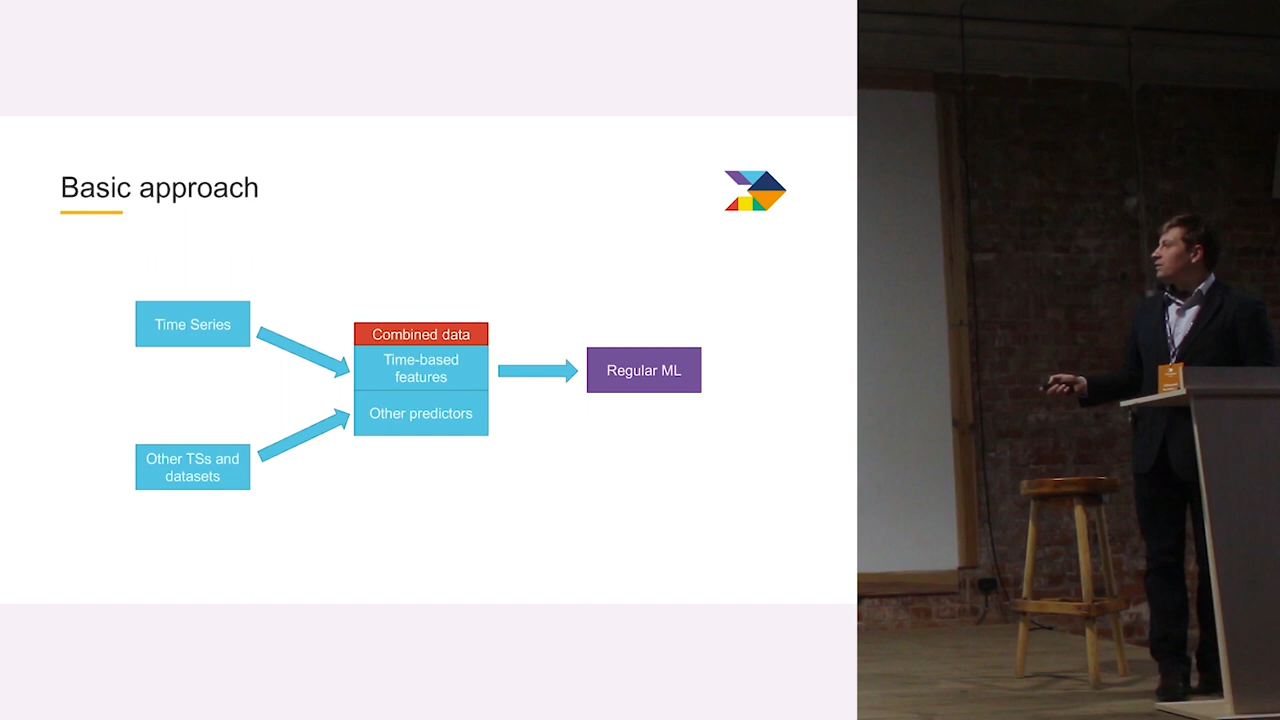 Basic approach
Time Series
Combined data
Time-based
features
Other predictors
Regular ML
Other TSs and
datasets